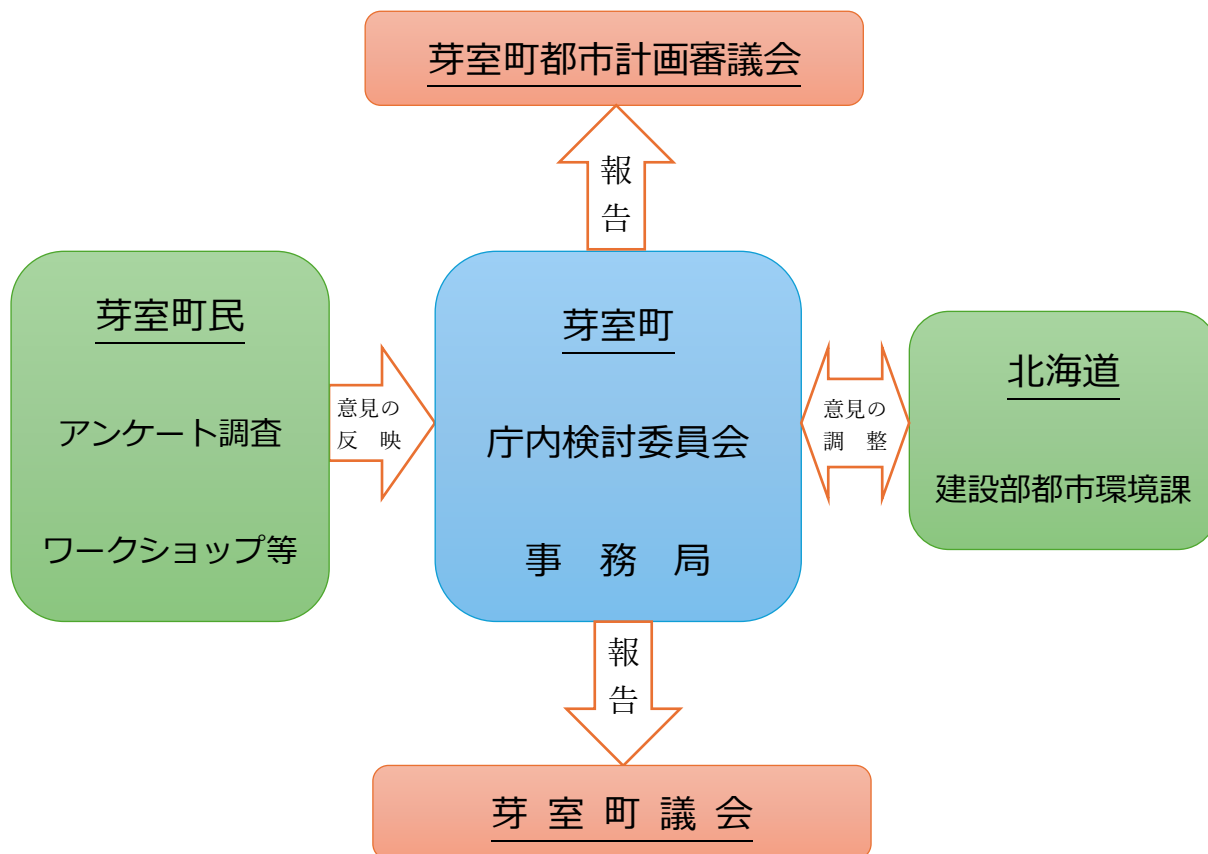 芽室町都市計画審議会
報
告
芽室町民
アンケート調査
ワークショップ等
意見の
反　映
芽室町
庁内検討委員会
事　務　局
意見の
調　整
北海道
建設部都市環境課
報
告
芽 室 町 議 会